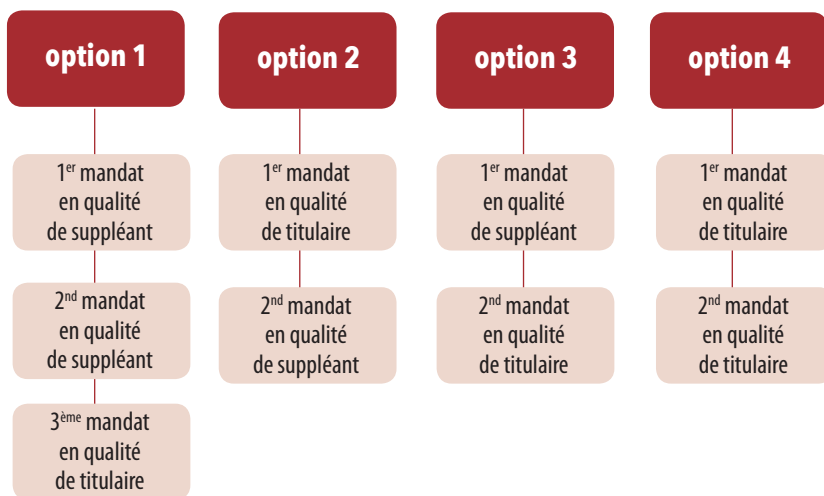 option 1
1er mandat
en qualité
de suppléant
2nd mandat
en qualité
de suppléant
3ème mandat
en qualité
de titulaire
option 2
1er mandat
en qualité
de titulaire
2nd mandat
en qualité
de suppléant
option 3
1er mandat
en qualité
de suppléant
2nd mandat
en qualité
de titulaire
option 4
1er mandat
en qualité
de titulaire
2nd mandat
en qualité
de titulaire